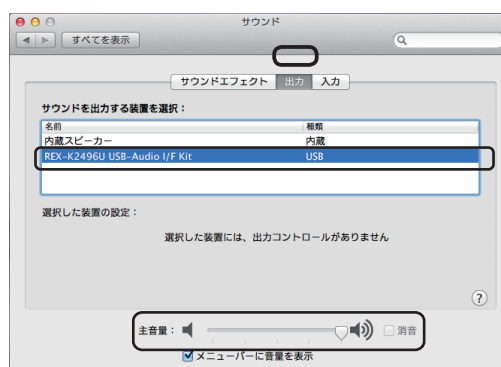 サウンド
すべてを表示
サウンドエフェクト 出力 入力
サウンドを出力する装置を選択：
名前 種類
内蔵スピーカー 内蔵
REX-K2496U USB-Audio I/F Kit USB
選択した装置の設定：
選択した装置には、出力コントロールがありません
?
主音量： 消音
メニューバーに音量を表示